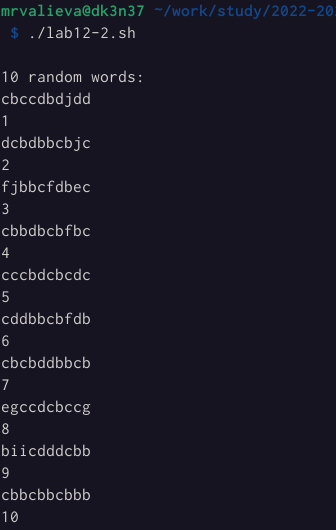 mrvalieva@dk3n37 ~/work/study/2022-20
$ ./lab12-2.sh
10 random words:
cbccdbdjdd
1
dcbdbbcbjc
2
fjbbcfdbec
3
cbbdbcbfbc
4
cccbdcbcdc
5
cddbbcbfdb
6
cbcbddbbcb
7
egccdcbccg
8
biicdddcbb
9
cbbcbbcbbb
10